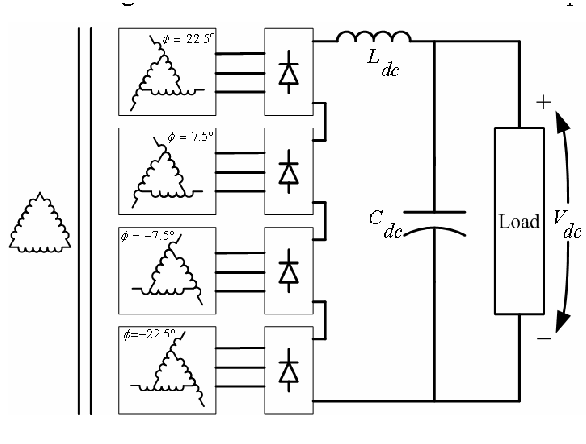 ϕ = 22.5°
L dc
+
ϕ = 7.5°
C dc
Load
V dc
ϕ = −7.5°
−
ϕ=−22.5°